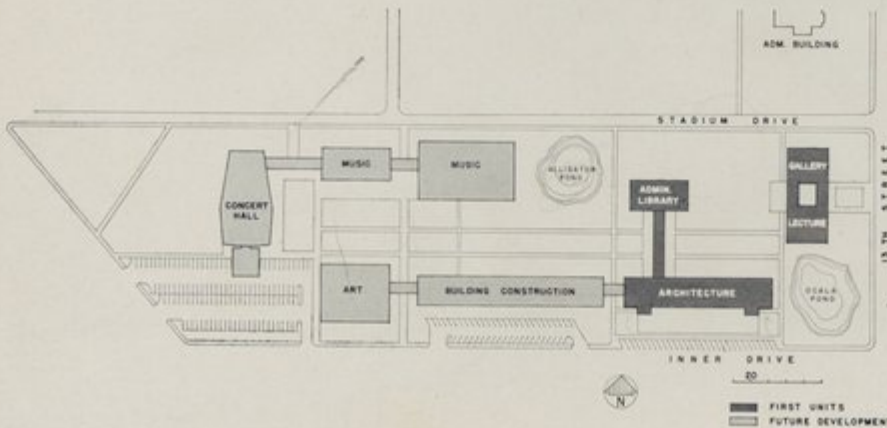 ADM. BUILDING
STADIUM DRIVE
MUSIC
MUSIC
ALLIGATOR
POND
GALLERY
ADMIN.
LIBRARY
CONCERT
HALL
LECTURE
ART
BUILDING CONSTRUCTION
ARCHITECTURE
OCALA
POND
INNER DRIVE
20
N
FIRST UNITS
FUTURE DEVELOPMENT